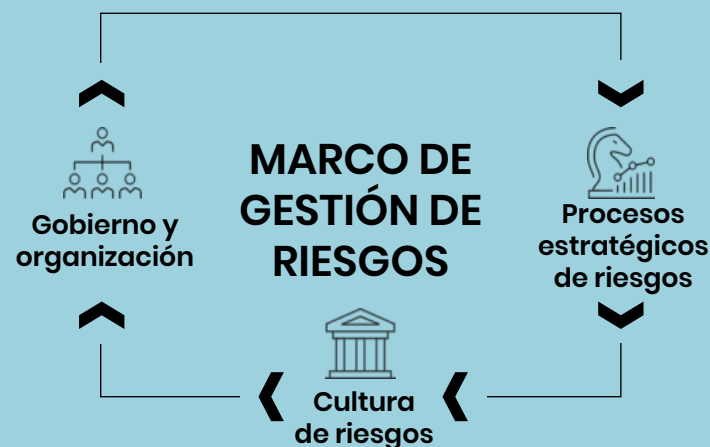 MARCO DE
GESTIÓN DE
RIESGOS
Gobierno y
organización
Procesos
estratégicos
de riesgos
Cultura
de riesgos